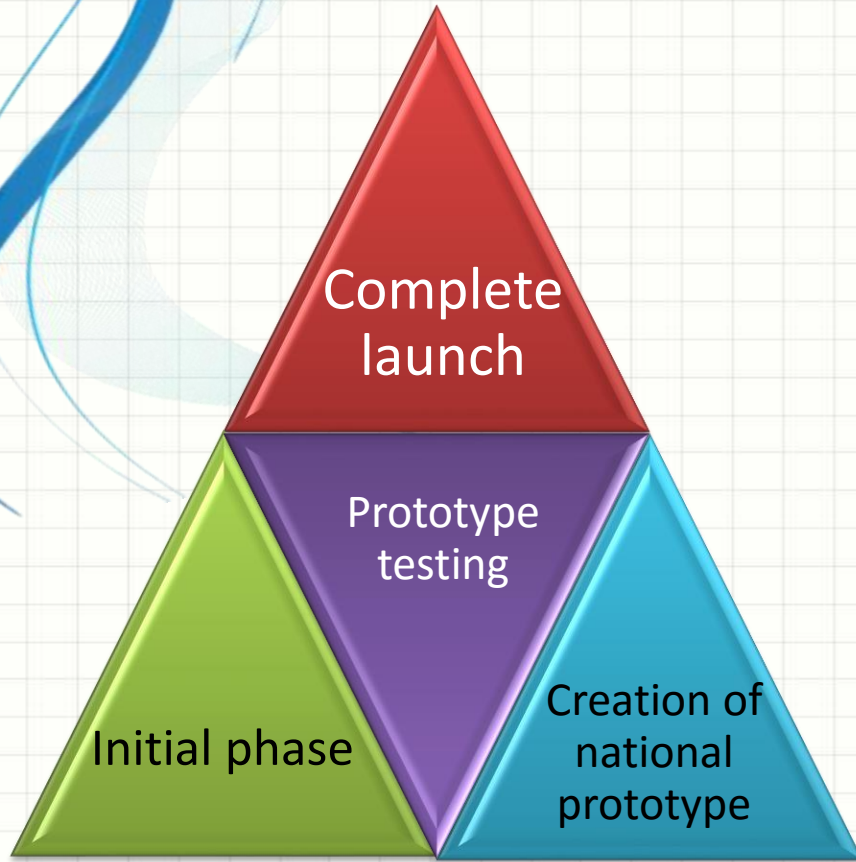 Complete
launch
Prototype
testing
Initial phase
Creation of
national
prototype